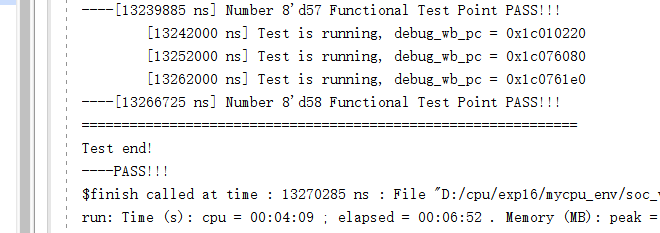 ----[13239885 ns] Number 8'd57 Functional Test Point PASS!!!
[13242000 ns] Test is running, debug_wb_pc = 0x1c010220
[13252000 ns] Test is running, debug_wb_pc = 0x1c076080
[13262000 ns] Test is running, debug_wb_pc = 0x1c0761e0
----[13266725 ns] Number 8'd58 Functional Test Point PASS!!!
==============================================================
Test end!
----PASS!!!
$finish called at time : 13270285 ns : File "D:/cpu/exp16/mycpu_env/soc_
run: Time (s): cpu = 00:04:09 ; elapsed = 00:06:52 . Memory (MB): peak =